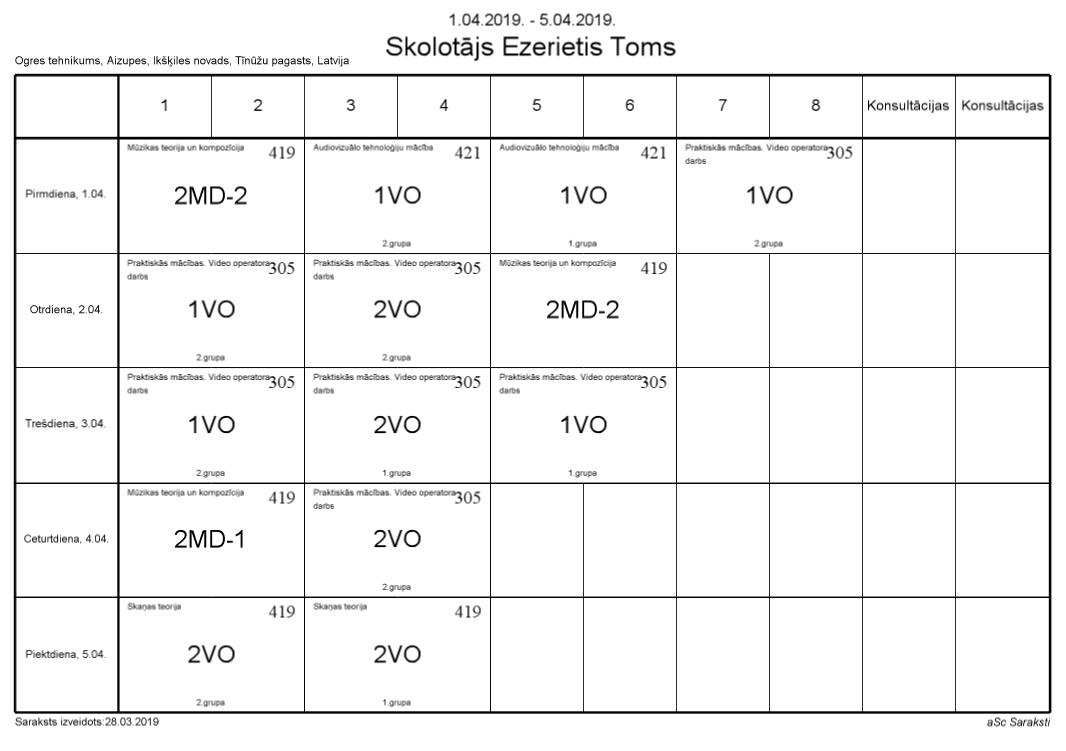 1.04.2019. - 5.04.2019.
Skolotājs Ezerietis Toms
Ogres tehnikums, Aizupes, Ikšķiles novads, Tīnūžu pagasts, Latvija
1 2 3 4 5 6 7 8 Konsultācijas Konsultācijas
Pirmdiena, 1.04.
Mūzikas teorija un kompozīcija 419
2MD-2
Audiovizuālo tehnoloģiju mācība 421
1VO
2.grupa
Audiovizuālo tehnoloģiju mācība 421
1VO
1.grupa
Praktiskās mācības. Video operatora 305
darbs
1VO
2.grupa
Otrdiena, 2.04.
Praktiskās mācības. Video operatora 305
darbs
1VO
2.grupa
Praktiskās mācības. Video operatora 305
darbs
2VO
2.grupa
Mūzikas teorija un kompozīcija 419
2MD-2
Trešdiena, 3.04.
Praktiskās mācības. Video operatora 305
darbs
1VO
2.grupa
Praktiskās mācības. Video operatora 305
darbs
2VO
1.grupa
Praktiskās mācības. Video operatora 305
darbs
1VO
1.grupa
Ceturtdiena, 4.04.
Mūzikas teorija un kompozīcija 419
2MD-1
Praktiskās mācības. Video operatora 305
darbs
2VO
2.grupa
Piektdiena, 5.04.
Skaņas teorija 419
2VO
2.grupa
Skaņas teorija 419
2VO
1.grupa
Saraksts izveidots:28.03.2019
aSc Saraksti